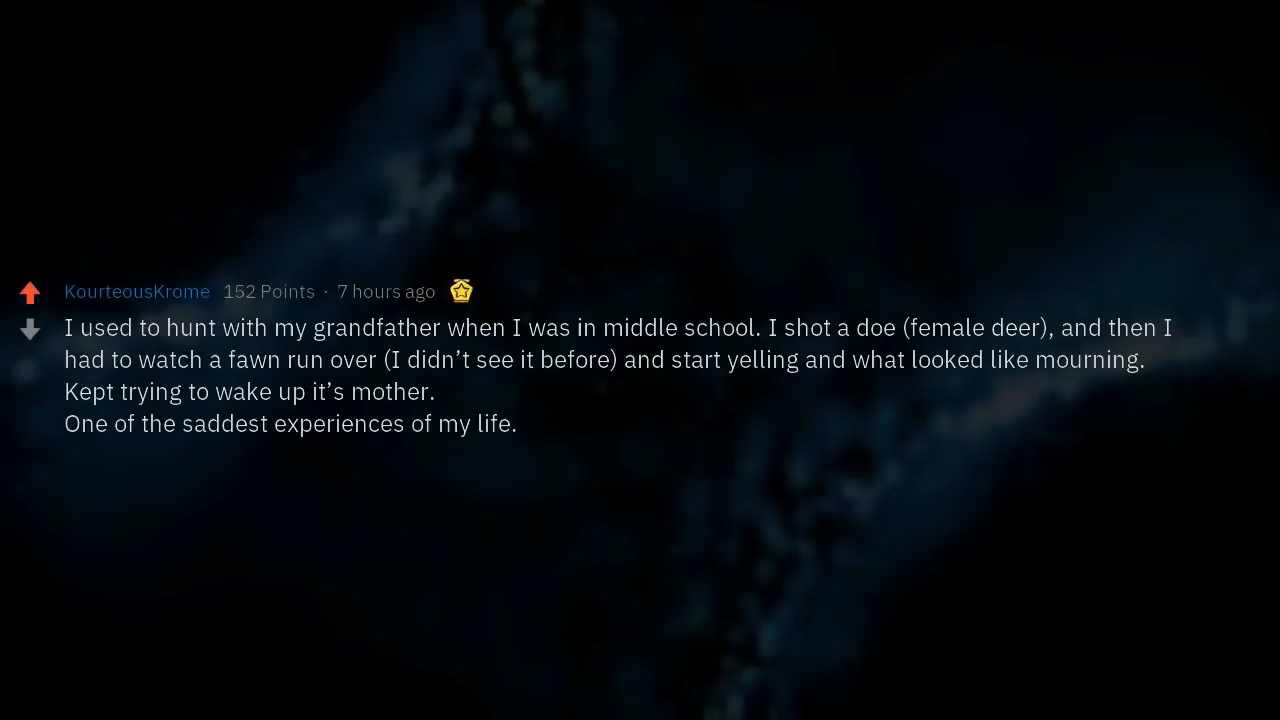 KourteousKrome 152 Points · 7 hours ago
I used to hunt with my grandfather when I was in middle school. I shot a doe (female deer), and then I
had to watch a fawn run over (I didn’t see it before) and start yelling and what looked like mourning.
Kept trying to wake up it’s mother.
One of the saddest experiences of my life.